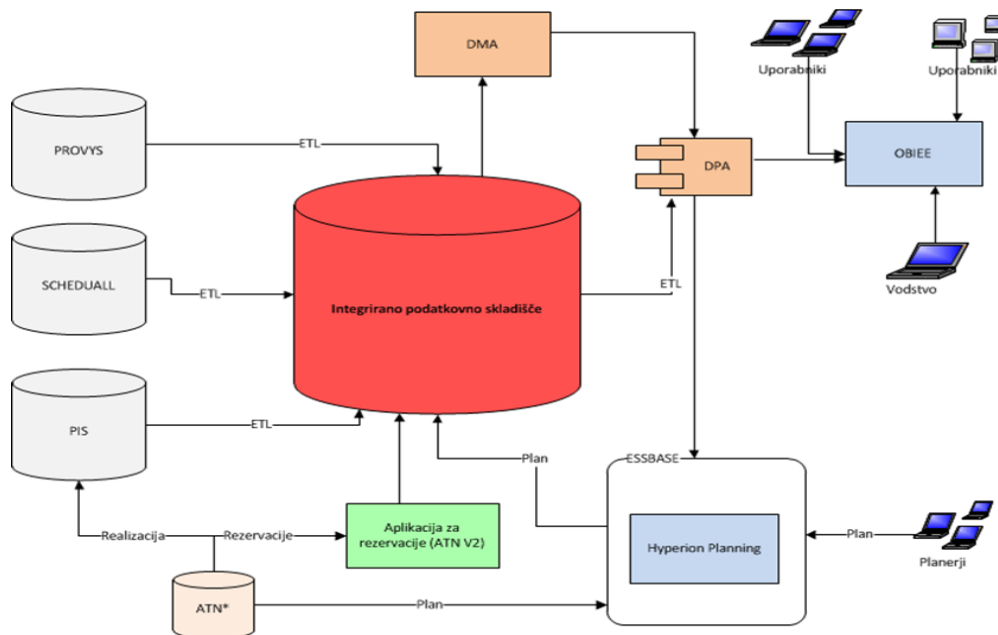 DMA
Uporabniki
Uporabniki
PROVYS
ETL
DPA
OBIEE
SCHEDUALL
ETL
Integrirano podatkovno skladišče
ETL
Vodstvo
PIS
ETL
Plan
ESSBASE
Realizacija
Rezervacije
Aplikacija za
rezervacije (ATN V2)
Hyperion Planning
Plan
Planerji
ATN*
Plan